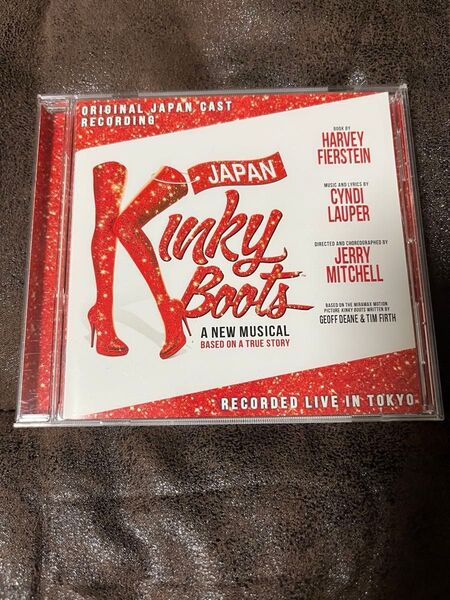 ORIGINAL JAPAN CAST
RECORDING
JAPAN
Kinky
Boots
A NEW MUSICAL
BASED ON A TRUE STORY
BOOK BY
HARVEY
FIERSTEIN
MUSIC AND LYRICS BY
CYNDI
LAUPER
DIRECTED AND CHOREOGRAPHED BY
JERRY
MITCHELL
BASED ON THE MIRAMAX MOTION
PICTURE KINKY BOOTS WRITTEN BY
GEOFF DEANE & TIM FIRTH
RECORDED LIVE IN TOKYO